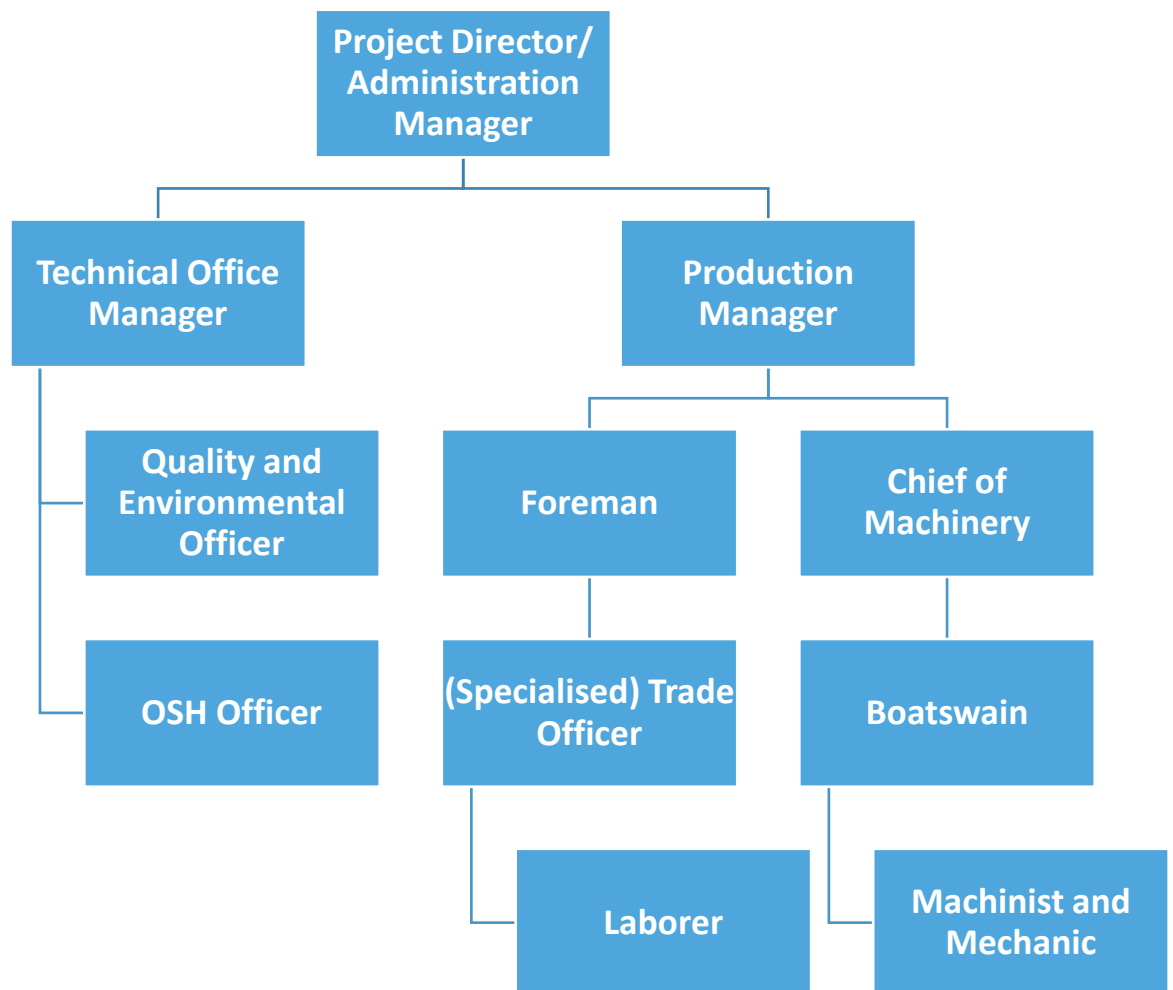 Project Director/
Administration
Manager
Technical Office
Manager
Production
Manager
Quality and
Environmental
Officer
Foreman
Chief of
Machinery
OSH Officer
(Specialised) Trade
Officer
Boatswain
Laborer
Machinist and
Mechanic